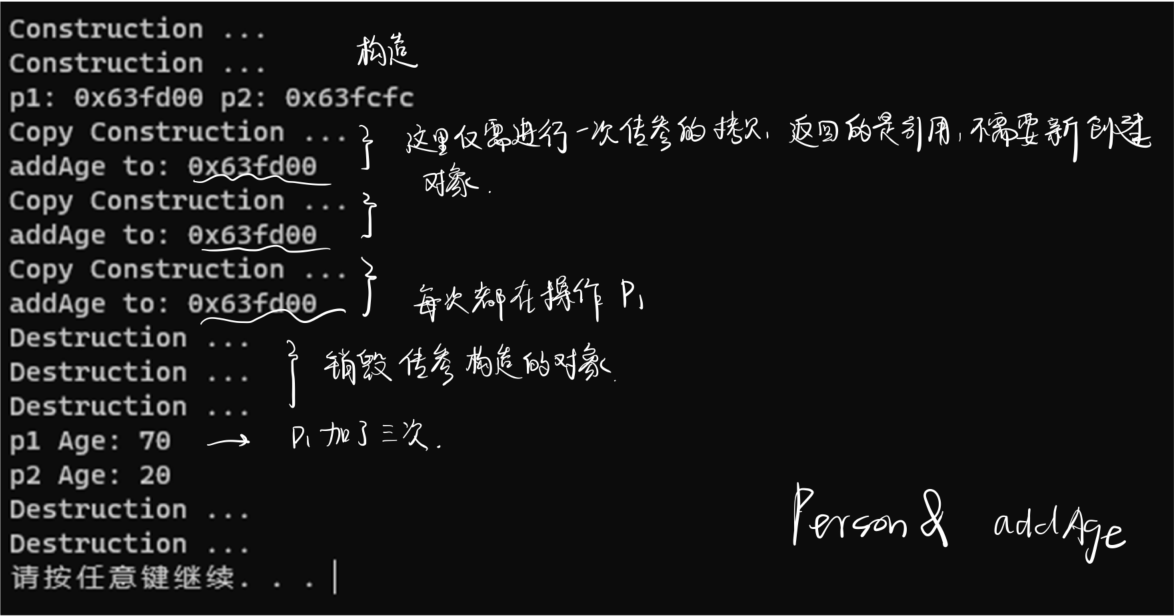 Construction ...
Construction ...
构造
p1: 0x63fd00 p2: 0x63fcfc
Copy Construction ...
这里仅需进行一次传参的拷贝，返回的是引用，不需要新创建
addAge to: 0x63fd00
对象.
Copy Construction ...
addAge to: 0x63fd00
Copy Construction ...
addAge to: 0x63fd00
每次都在操作 P1
Destruction ...
Destruction ...
销毁传参构造的对象.
Destruction ...
p1 Age: 70 → P1加了三次.
p2 Age: 20
Destruction ...
Person& addAge
Destruction ...
请按任意键继续. . .